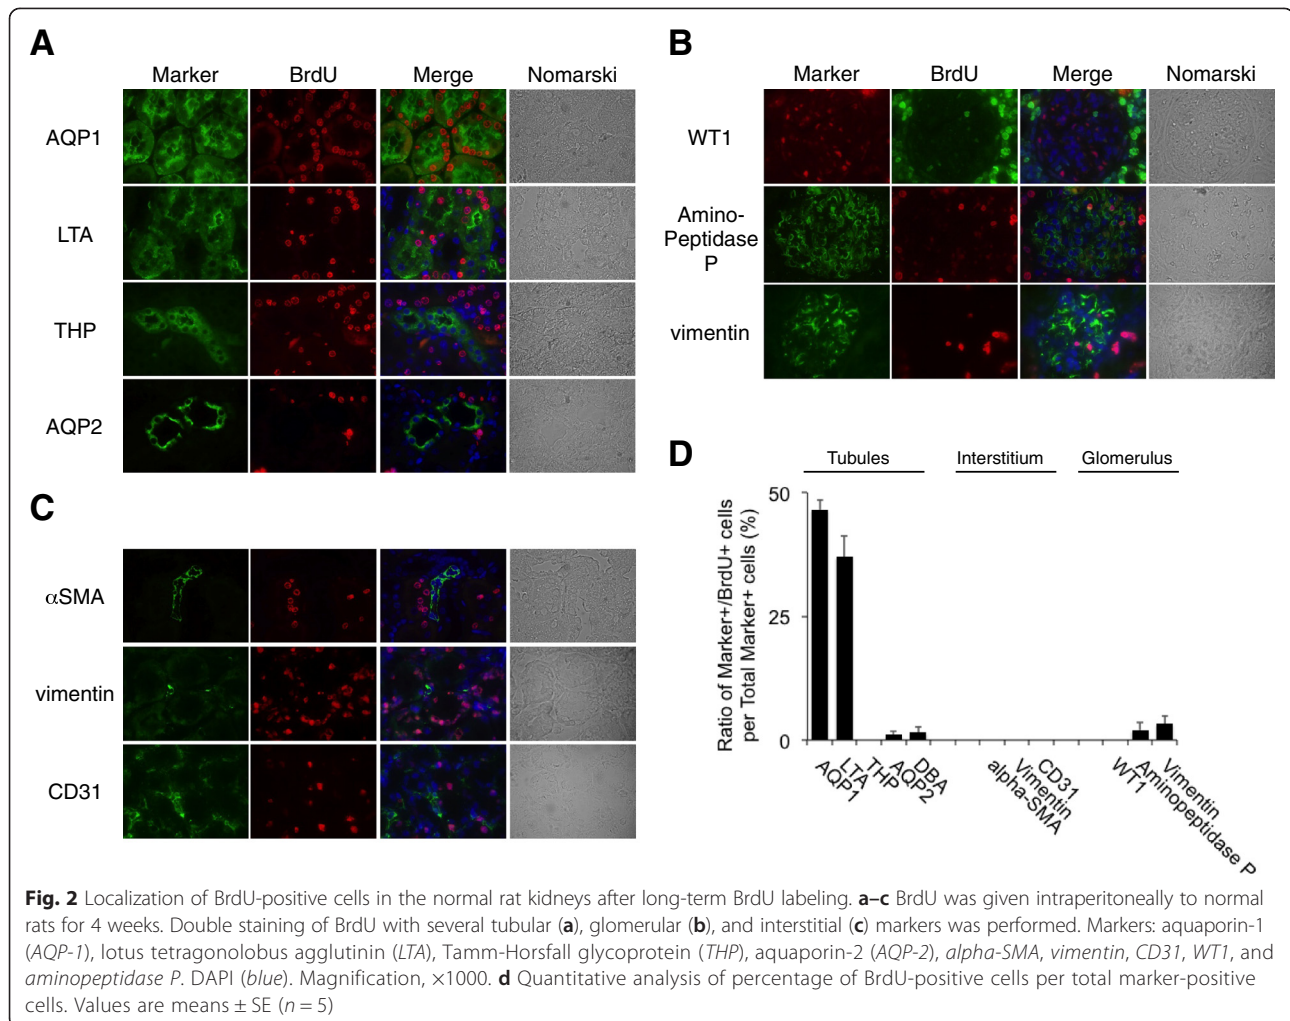 A
Marker BrdU Merge Nomarski
AQP1
LTA
THP
AQP2
B
Marker BrdU Merge Nomarski
WT1
Amino-
Peptidase
P
vimentin
C
αSMA
vimentin
CD31
D
Tubules Interstitium Glomerulus
Ratio of Marker+/BrdU+ cells
per Total Marker+ cells (%)
50
25
0
AQP1
LTA
THP
AQP2
DBA
alpha-SMA
Vimentin
CD31
WT1
Aminopeptidase P
Vimentin
Fig. 2 Localization of BrdU-positive cells in the normal rat kidneys after long-term BrdU labeling. a–c BrdU was given intraperitoneally to normal
rats for 4 weeks. Double staining of BrdU with several tubular (a), glomerular (b), and interstitial (c) markers was performed. Markers: aquaporin-1
(AQP-1), lotus tetragonolobus agglutinin (LTA), Tamm-Horsfall glycoprotein (THP), aquaporin-2 (AQP-2), alpha-SMA, vimentin, CD31, WT1, and
aminopeptidase P. DAPI (blue). Magnification, ×1000. d Quantitative analysis of percentage of BrdU-positive cells per total marker-positive
cells. Values are means ± SE (n = 5)